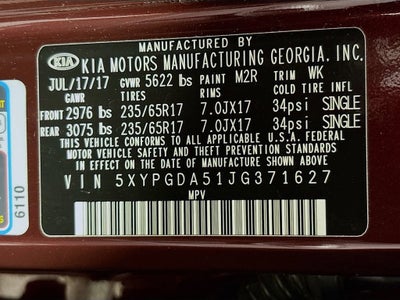 MANUFACTURED BY
KIA KIA MOTORS MANUFACTURING GEORGIA, INC.
JUL/17/17 GVWR 5622 lbs PAINT M2R TRIM WK
GAWR TIRES RIMS COLD TIRE INFL
FRONT 2976 lbs 235/65R17 7.0JX17 34psi SINGLE
REAR 3075 lbs 235/65R17 7.0JX17 34psi SINGLE
THIS VEHICLE CONFORMS TO ALL APPLICABLE U.S.A. FEDERAL
MOTOR VEHICLE SAFETY AND THEFT PREVENTION STANDARDS
IN EFFECT ON THE DATE OF MANUFACTURE SHOWN ABOVE.
VIN 5XYPGDA51JG371627
MPV
6110